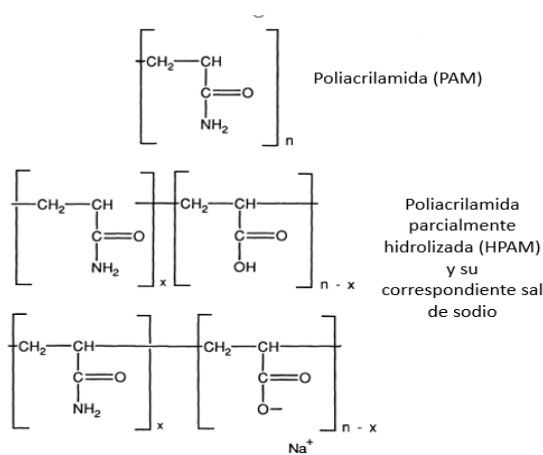 CH₂ CH
C O
NH₂
n
Poliacrilamida (PAM)
CH₂ CH CH₂ CH
C O C O
NH₂ OH
x n - x
Poliacrilamida
parcialmente
hidrolizada (HPAM)
y su
correspondiente sal
de sodio
CH₂ CH CH₂ CH
C O C O
NH₂ O–
x n - x
Na⁺